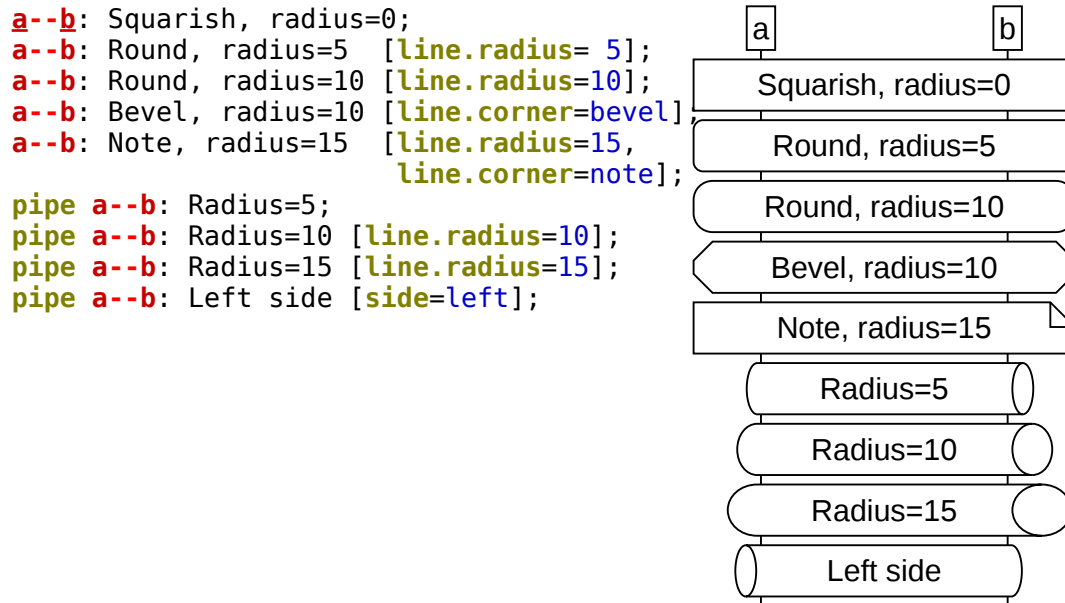 a--b: Squarish, radius=0;
a--b: Round, radius=5  [line.radius= 5];
a--b: Round, radius=10 [line.radius=10];
a--b: Bevel, radius=10 [line.corner=bevel];
a--b: Note, radius=15  [line.radius=15,
                        line.corner=note];
pipe a--b: Radius=5;
pipe a--b: Radius=10 [line.radius=10];
pipe a--b: Radius=15 [line.radius=15];
pipe a--b: Left side [side=left];
a b
Squarish, radius=0
Round, radius=5
Round, radius=10
Bevel, radius=10
Note, radius=15
Radius=5
Radius=10
Radius=15
Left side